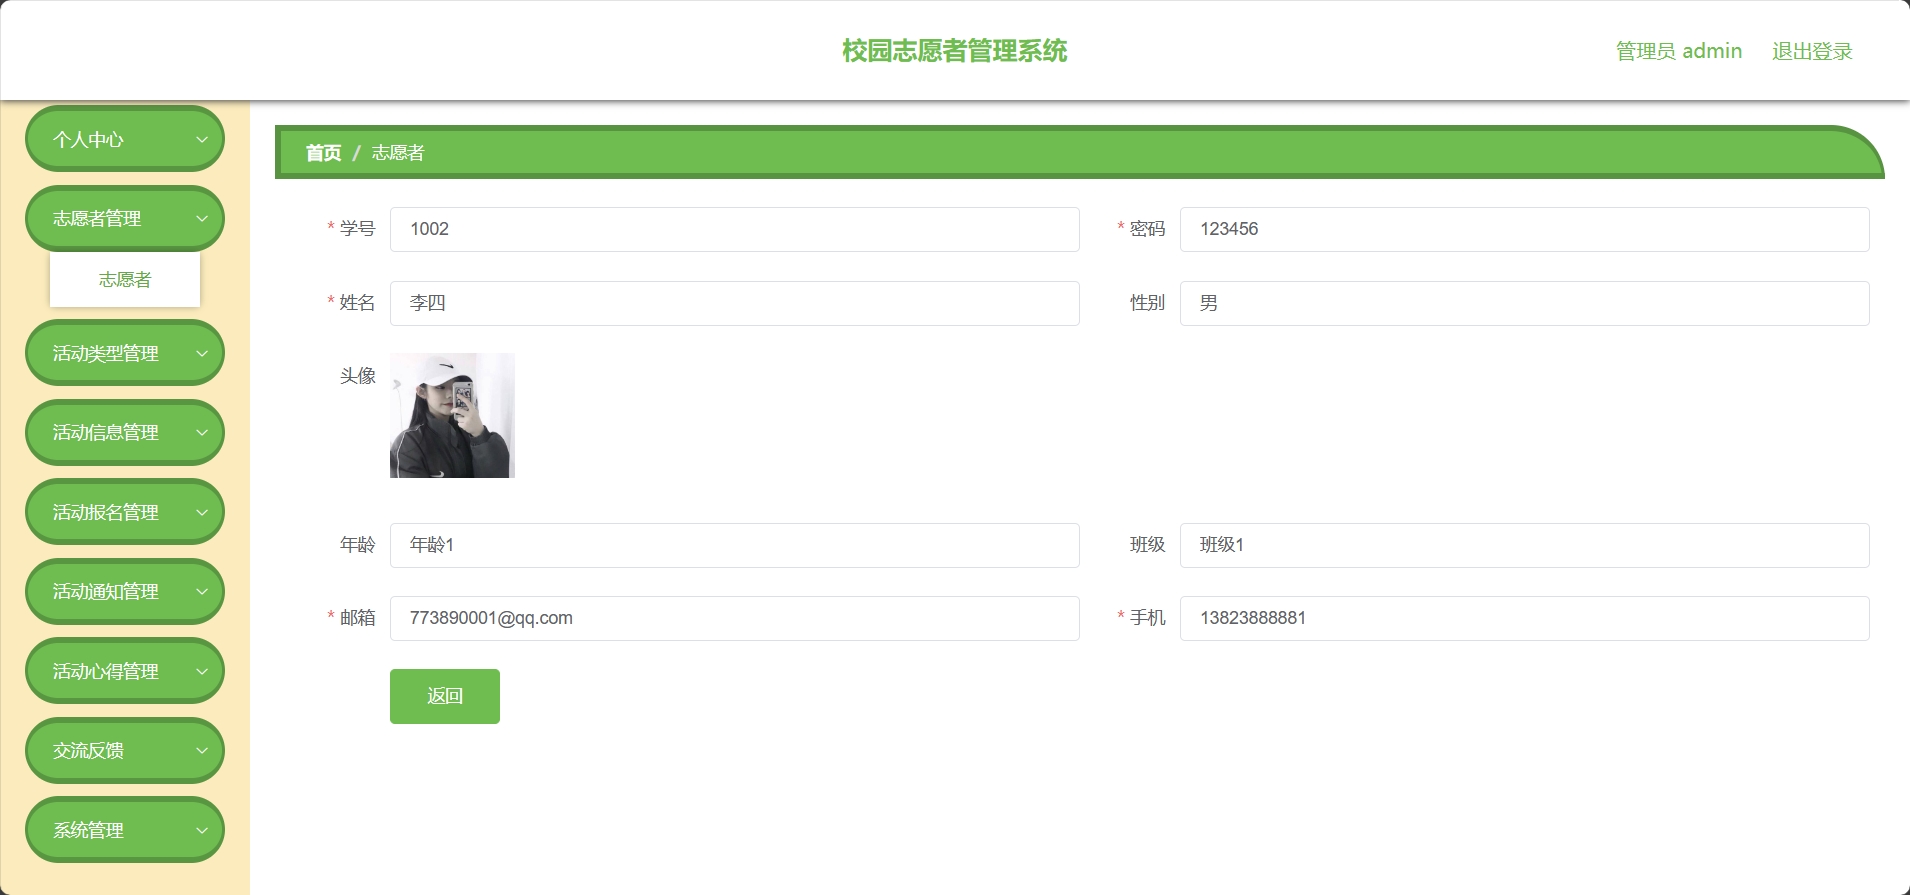 校园志愿者管理系统
管理员 admin 退出登录
个人中心
志愿者管理
志愿者
活动类型管理
活动信息管理
活动报名管理
活动通知管理
活动心得管理
交流反馈
系统管理
首页 / 志愿者
* 学号 1002 * 密码 123456
* 姓名 李四 性别 男
头像
年龄 年龄1 班级 班级1
* 邮箱 773890001@qq.com * 手机 13823888881
返回